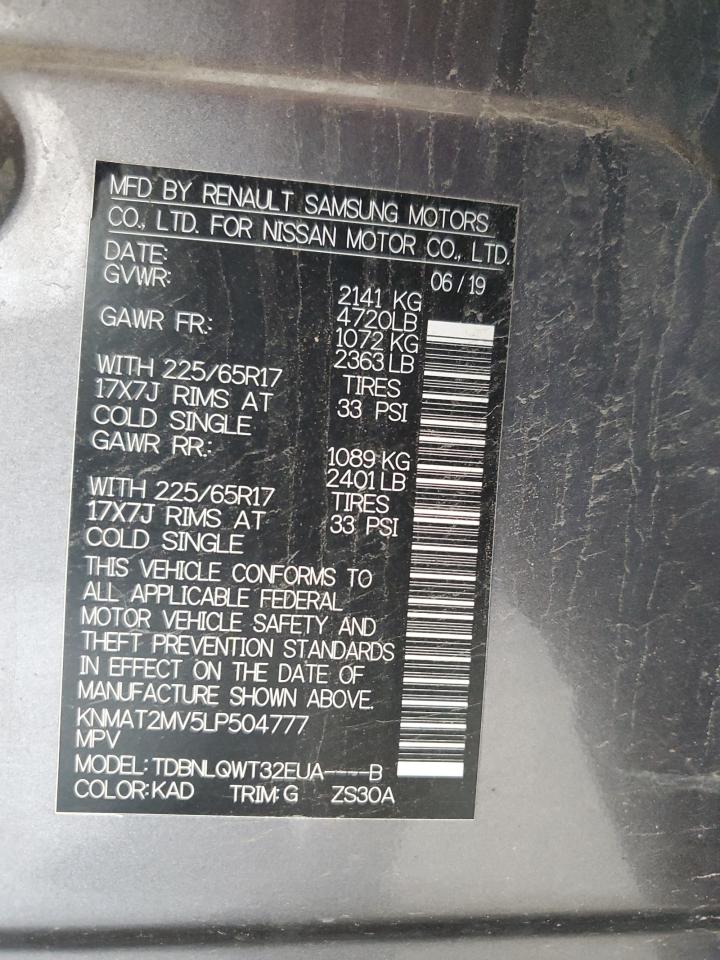 MFD BY RENAULT SAMSUNG MOTORS
CO., LTD. FOR NISSAN MOTOR CO., LTD.
DATE: 06/19
GVWR: 2141 KG
4720LB
GAWR FR: 1072 KG
2363 LB
WITH 225/65R17 TIRES
17X7J RIMS AT 33 PSI
COLD SINGLE
GAWR RR: 1089 KG
2401 LB
WITH 225/65R17 TIRES
17X7J RIMS AT 33 PSI
COLD SINGLE
THIS VEHICLE CONFORMS TO
ALL APPLICABLE FEDERAL
MOTOR VEHICLE SAFETY AND
THEFT PREVENTION STANDARDS
IN EFFECT ON THE DATE OF
MANUFACTURE SHOWN ABOVE.
KNMAT2MV5LP504777
MPV
MODEL: TDBNLQWT32EUA----B
COLOR: KAD TRIM: G ZS30A